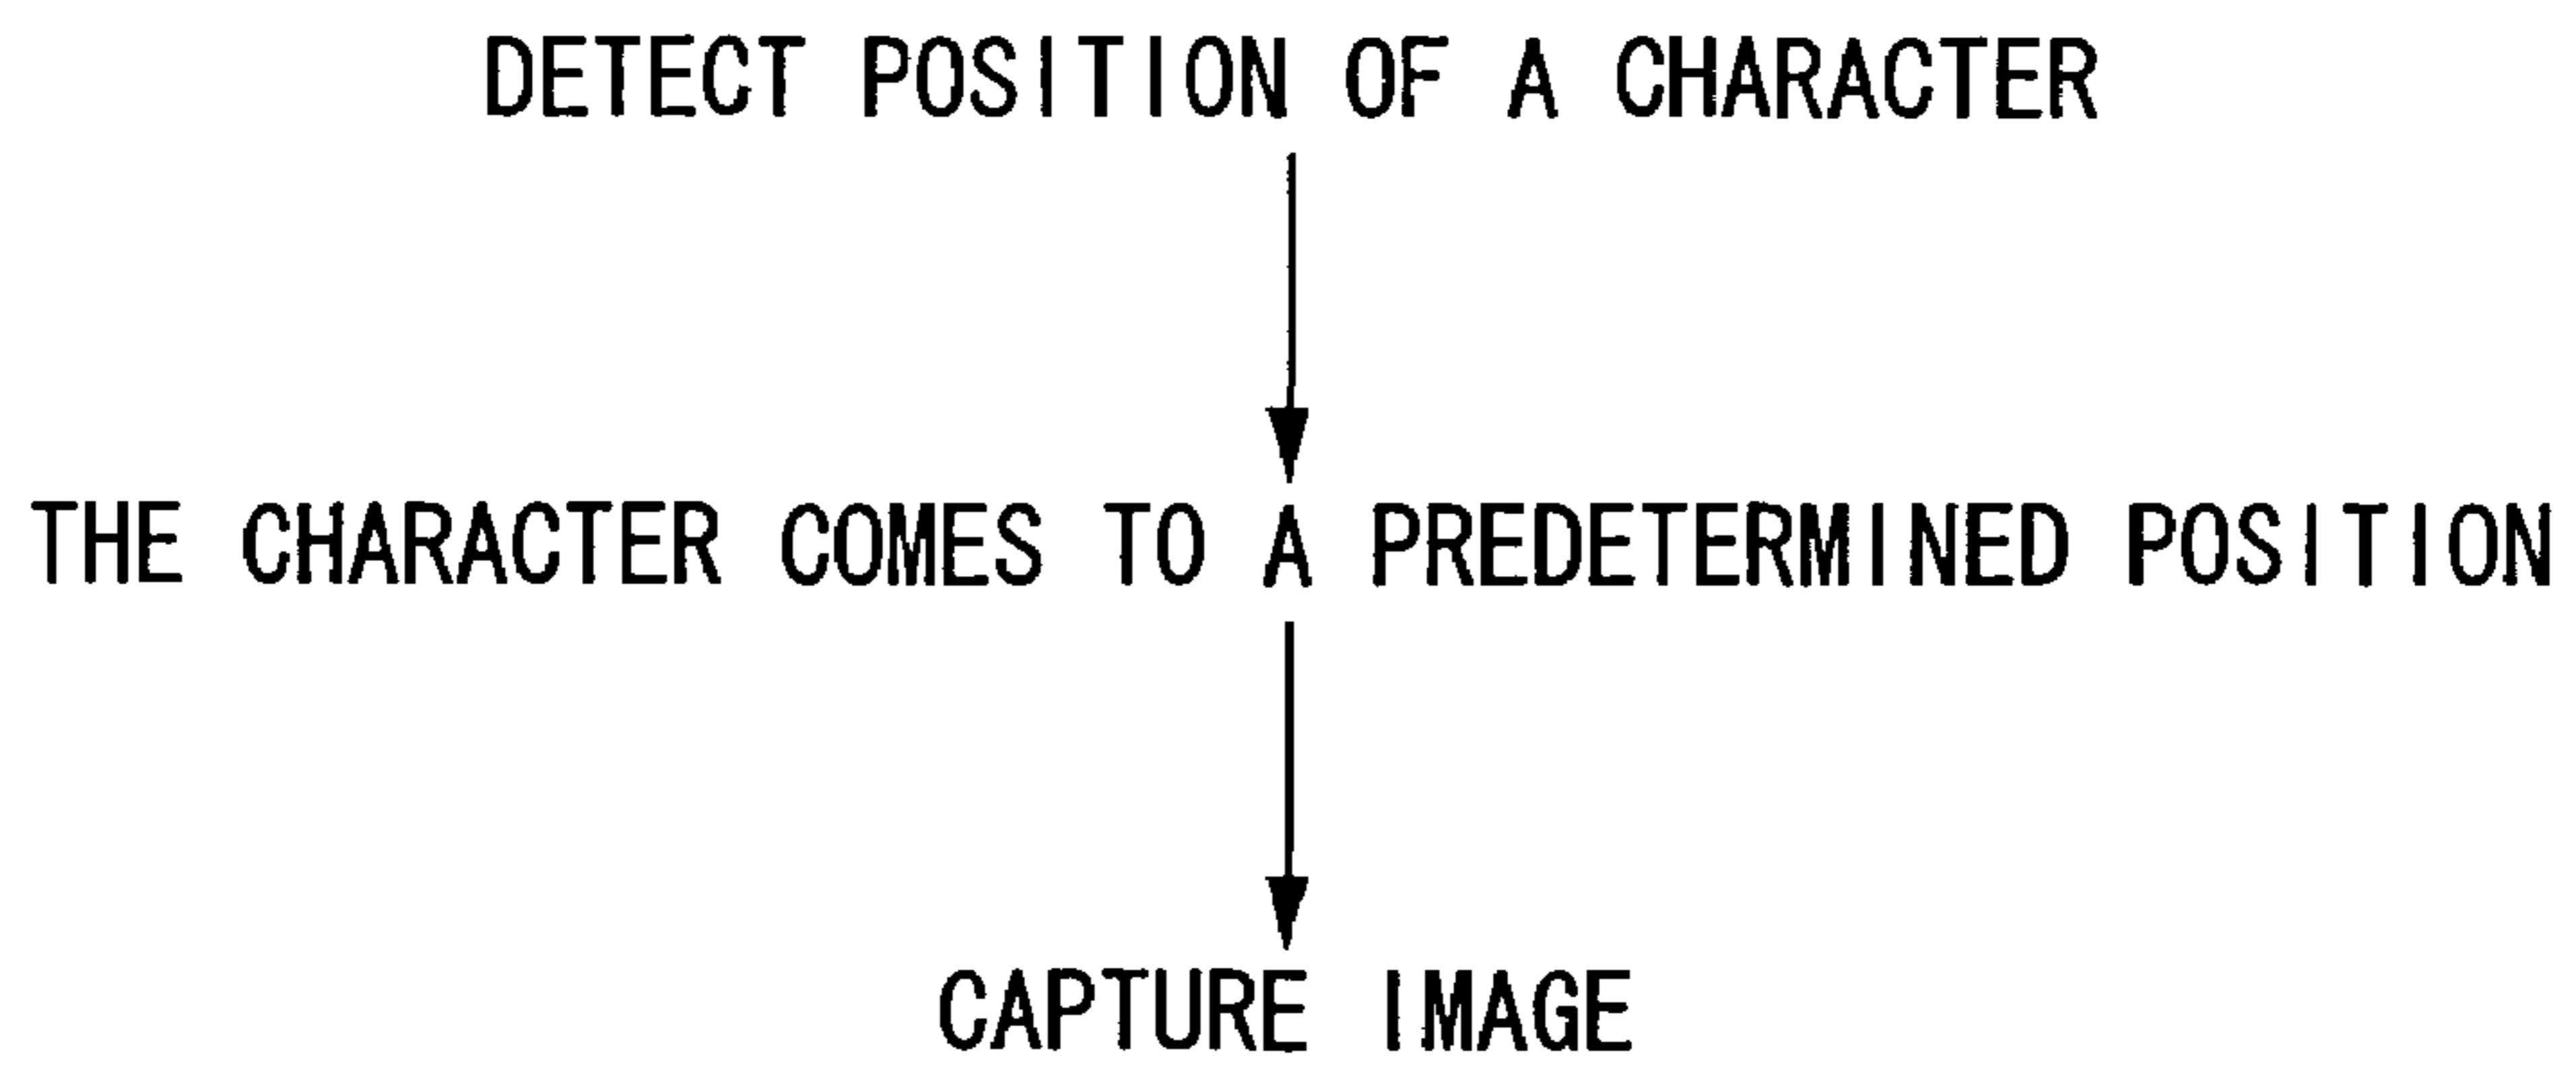 DETECT POSITION OF A CHARACTER
THE CHARACTER COMES TO A PREDETERMINED POSITION
CAPTURE IMAGE